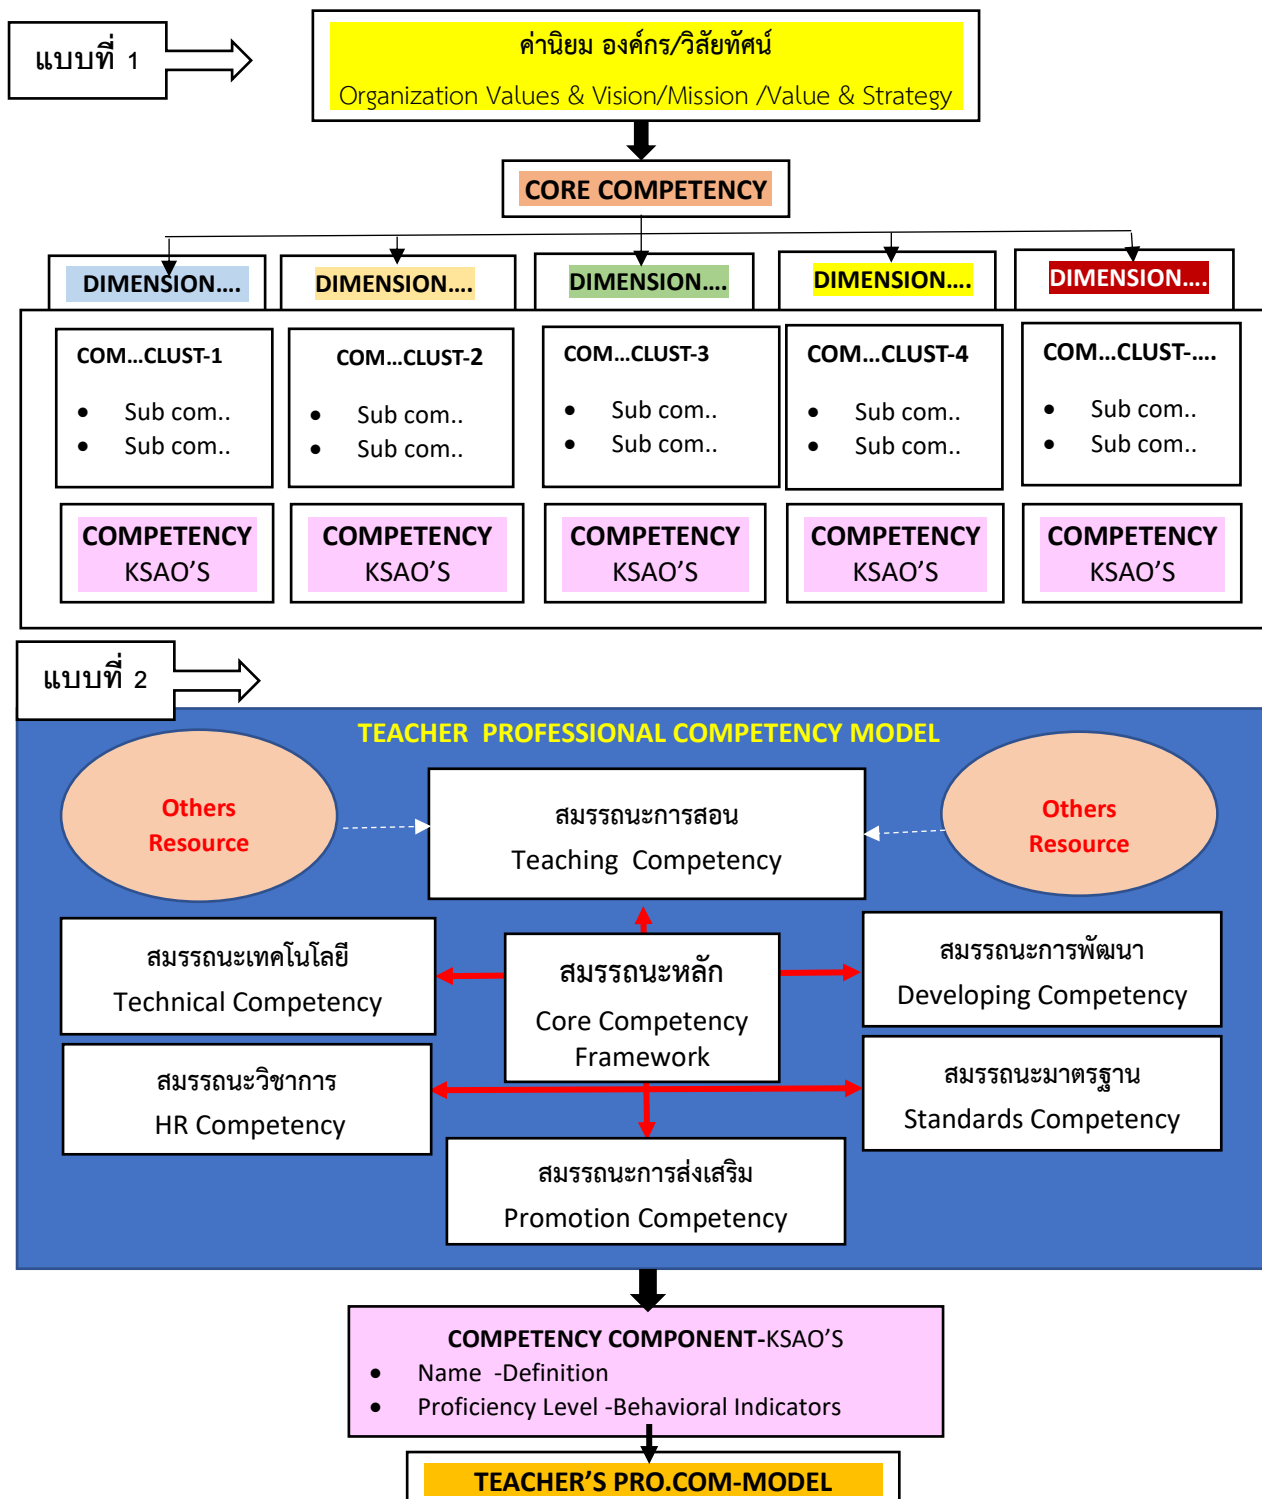 แบบที่ 1
ค่านิยม องค์กร/วิสัยทัศน์
Organization Values & Vision/Mission /Value & Strategy
CORE COMPETENCY
DIMENSION.... DIMENSION.... DIMENSION.... DIMENSION.... DIMENSION....
COM...CLUST-1
• Sub com..
• Sub com..
COM...CLUST-2
• Sub com..
• Sub com..
COM...CLUST-3
• Sub com..
• Sub com..
COM...CLUST-4
• Sub com..
• Sub com..
COM...CLUST-....
• Sub com..
• Sub com..
COMPETENCY
KSAO'S
COMPETENCY
KSAO'S
COMPETENCY
KSAO'S
COMPETENCY
KSAO'S
COMPETENCY
KSAO'S
แบบที่ 2
TEACHER PROFESSIONAL COMPETENCY MODEL
Others
Resource
สมรรถนะการสอน
Teaching Competency
Others
Resource
สมรรถนะเทคโนโลยี
Technical Competency
สมรรถนะหลัก
Core Competency
Framework
สมรรถนะการพัฒนา
Developing Competency
สมรรถนะวิชาการ
HR Competency
สมรรถนะมาตรฐาน
Standards Competency
สมรรถนะการส่งเสริม
Promotion Competency
COMPETENCY COMPONENT-KSAO'S
• Name -Definition
• Proficiency Level -Behavioral Indicators
TEACHER'S PRO.COM-MODEL